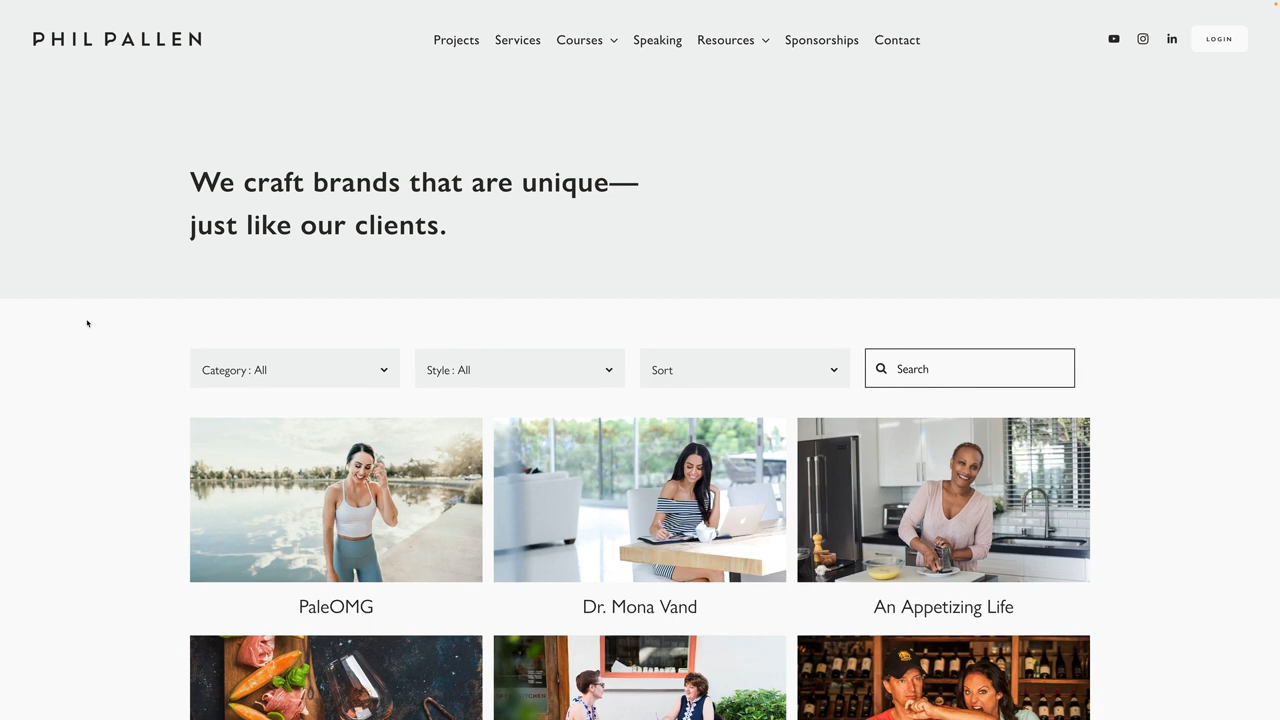 PHIL PALLEN
Projects Services Courses Speaking Resources Sponsorships Contact
LOGIN
We craft brands that are unique—
just like our clients.
Category : All
Style : All
Sort
Search
PaleOMG
Dr. Mona Vand
An Appetizing Life